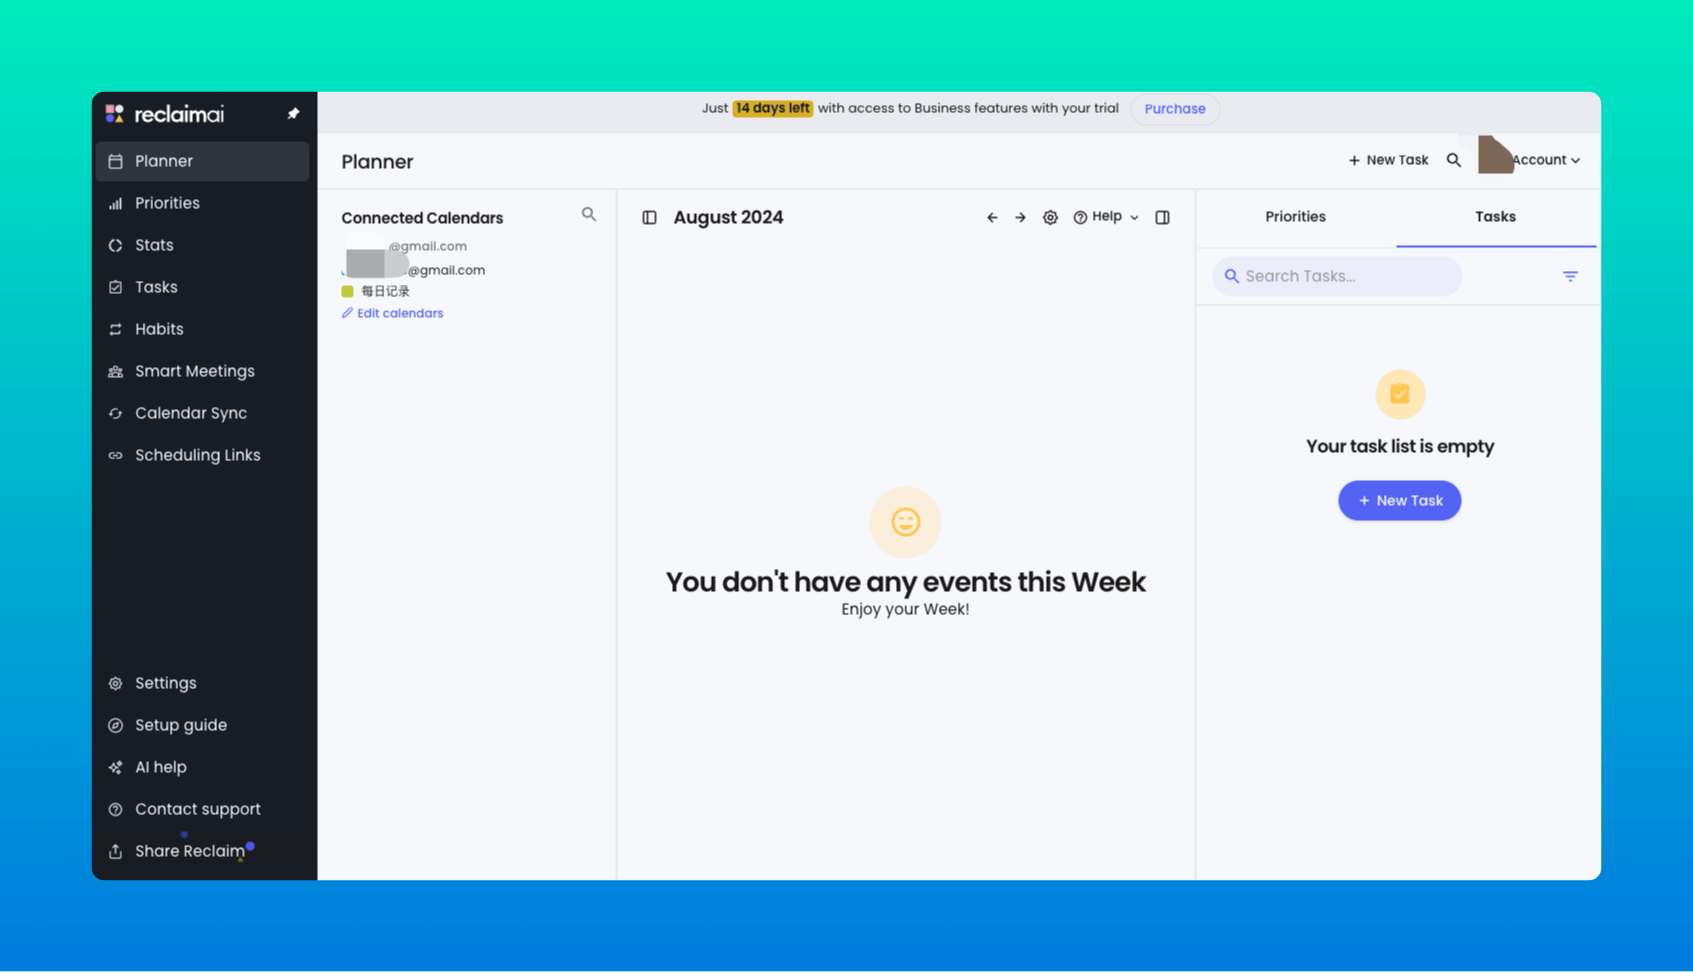 reclaimai
Just 14 days left with access to Business features with your trial Purchase
Planner
Priorities
Stats
Tasks
Habits
Smart Meetings
Calendar Sync
Scheduling Links
Settings
Setup guide
AI help
Contact support
Share Reclaim
Planner
+ New Task
Account
Connected Calendars
@gmail.com
@gmail.com
每日记录
Edit calendars
August 2024
Help
You don't have any events this Week
Enjoy your Week!
Priorities Tasks
Search Tasks...
Your task list is empty
+ New Task